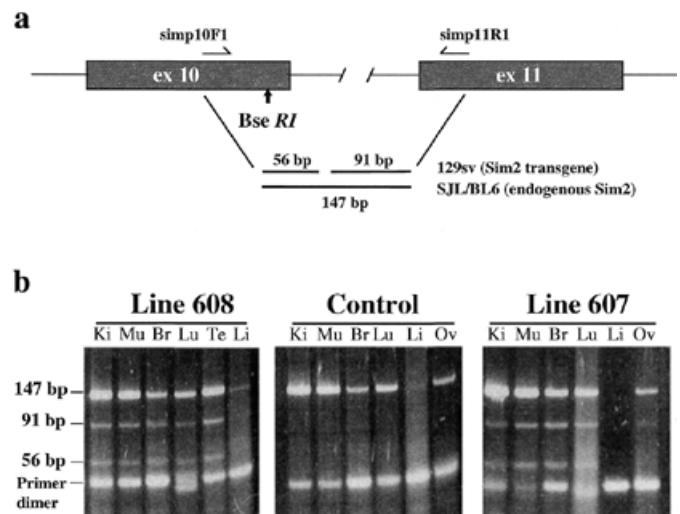 a
simp10F1
simp11R1
ex 10
ex 11
Bse RI
56 bp
91 bp
129sv (Sim2 transgene)
SJL/BL6 (endogenous Sim2)
147 bp
b
Line 608
Control
Line 607
Ki Mu Br Lu Te Li
Ki Mu Br Lu Li Ov
Ki Mu Br Lu Li Ov
147 bp
91 bp
56 bp
Primer
dimer